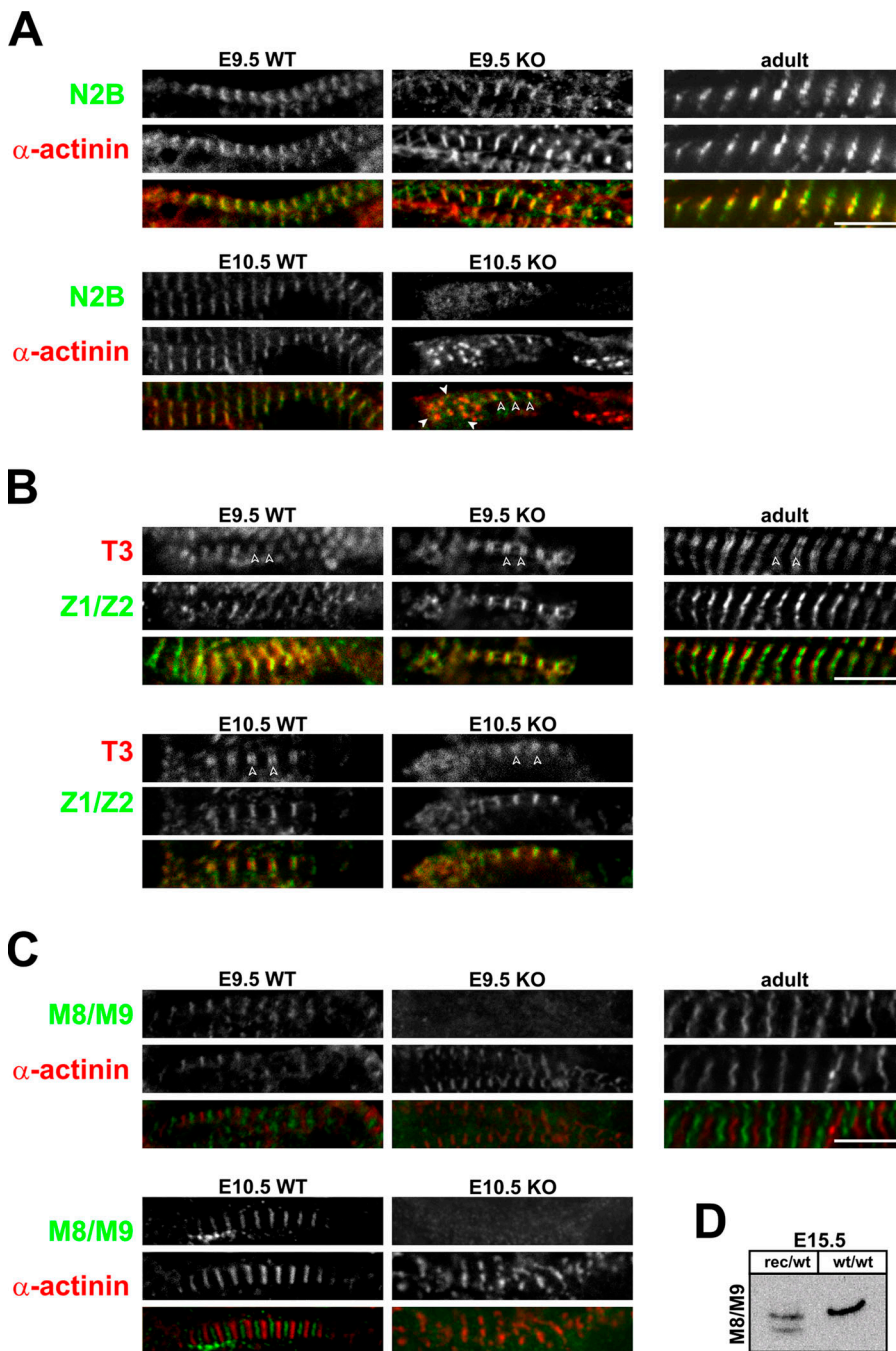 A
E9.5 WT
E9.5 KO
adult
N2B
α-actinin
E10.5 WT
E10.5 KO
N2B
α-actinin
B
E9.5 WT
E9.5 KO
adult
T3
Z1/Z2
E10.5 WT
E10.5 KO
T3
Z1/Z2
C
E9.5 WT
E9.5 KO
adult
M8/M9
α-actinin
E10.5 WT
E10.5 KO
M8/M9
α-actinin
D
E15.5
rec/wt wt/wt
M8/M9